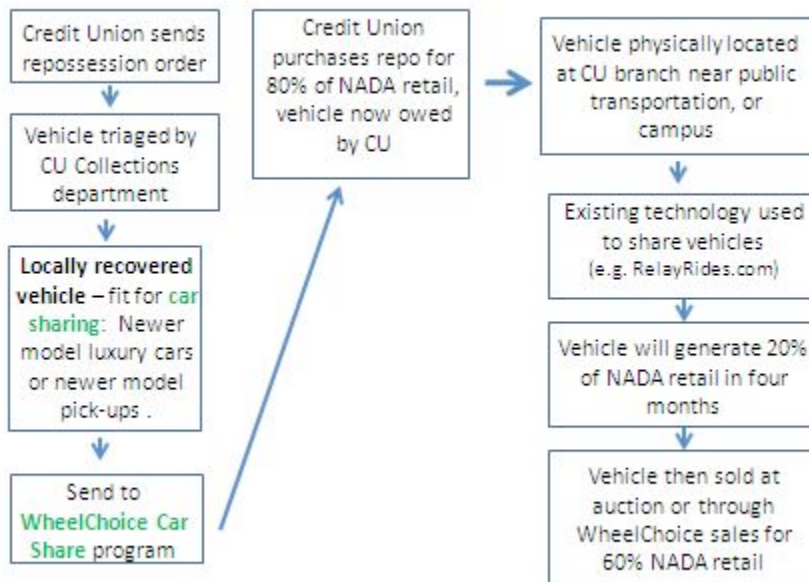 Credit Union sends
repossession order
Vehicle triaged by
CU Collections
department
Locally recovered
vehicle – fit for car
sharing: Newer
model luxury cars
or newer model
pick-ups .
Send to
WheelChoice Car
Share program
Credit Union
purchases repo for
80% of NADA retail,
vehicle now owed
by CU
Vehicle physically located
at CU branch near public
transportation, or
campus
Existing technology used
to share vehicles
(e.g. RelayRides.com)
Vehicle will generate 20%
of NADA retail in four
months
Vehicle then sold at
auction or through
WheelChoice sales for
60% NADA retail